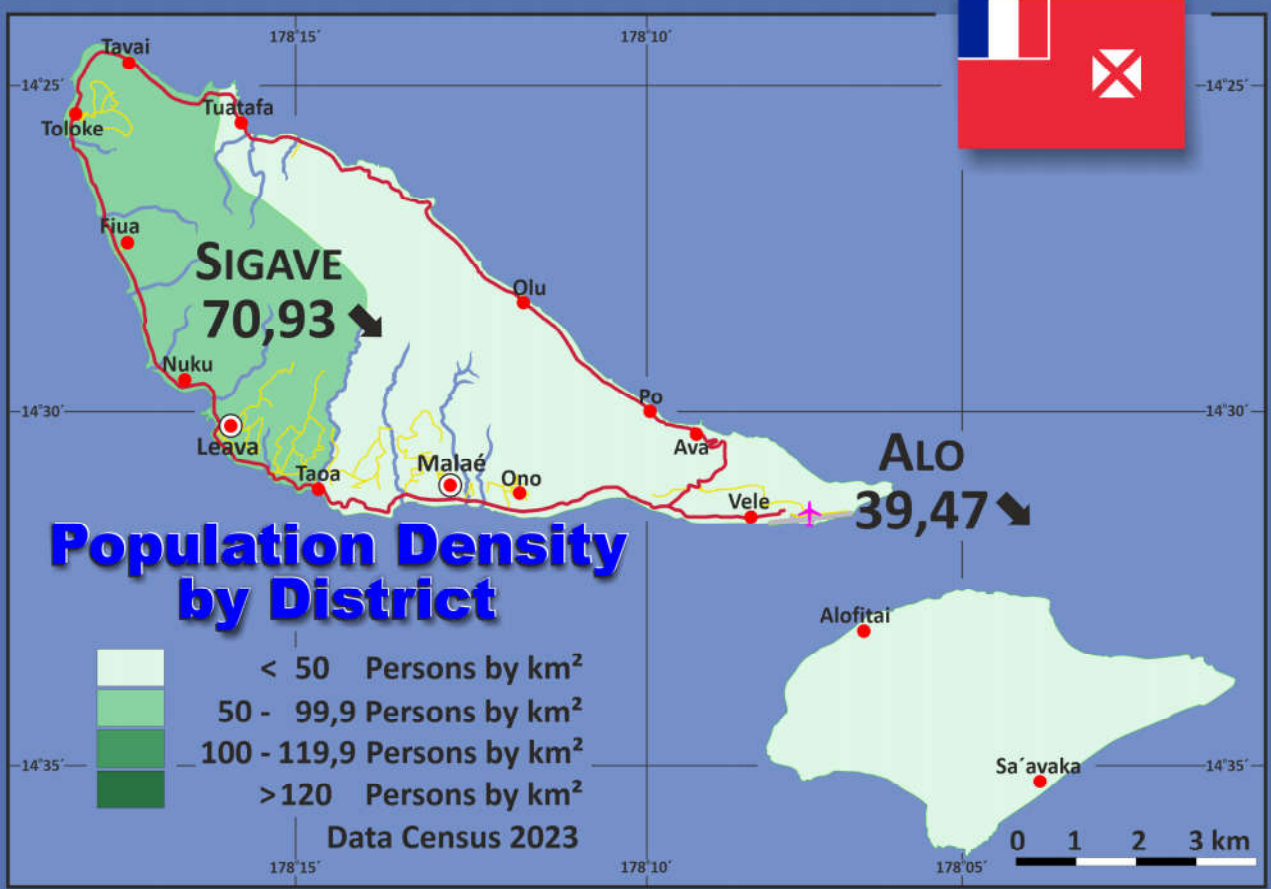 178°15´
178°10´
Tavai
14°25´
14°25´
Tuatafa
Toloke
Fiua
SIGAVE
70,93
Olu
Nuku
Po
14°30´
14°30´
Ava
Leava
ALO
Malaé
Taoa
Ono
Vele
39,47
Population Density
by District
Alofitai
< 50 Persons by km²
50 - 99,9 Persons by km²
100 - 119,9 Persons by km²
14°35´
Sa´avaka
14°35´
>120 Persons by km²
Data Census 2023
0 1 2 3 km
178°15´
178°10´
178°05´